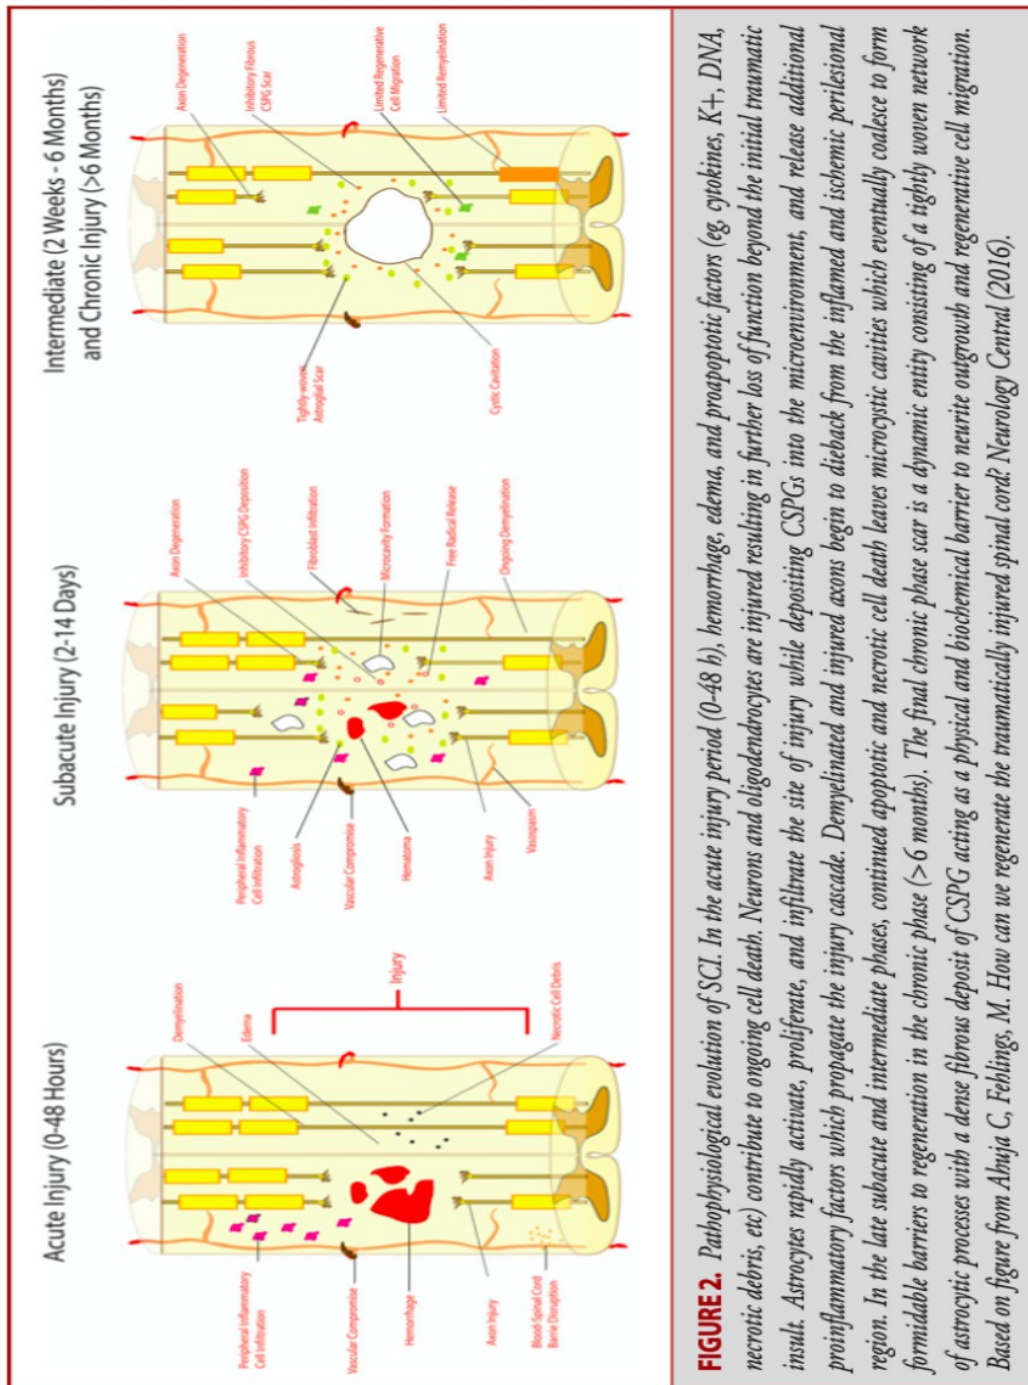 Acute Injury (0-48 Hours)
Peripheral Inflammatory
Cell Infiltration
Vascular Compromise
Hemorrhage
Axon Injury
Blood-Spinal Cord
Barrie Disruption
Demyelination
Edema
Injury
Necrotic Cell Debris
Subacute Injury (2-14 Days)
Peripheral Inflammatory
Cell Infiltration
Astrogliosis
Vascular Compromise
Hematoma
Axon Injury
Vasospasm
Axon Degeneration
Inhibitory CSPG Deposition
Fibroblast Infiltration
Microcavity Formation
Free Radical Release
Ongoing Demyelination
Intermediate (2 Weeks - 6 Months)
and Chronic Injury (>6 Months)
Tightly-woven
Astroglial Scar
Cystic Cavitation
Axon Degeneration
Inhibitory Fibrous
CSPG Scar
Limited Regenerative
Cell Migration
Limited Remyelination
FIGURE 2. Pathophysiological evolution of SCI. In the acute injury period (0-48 h), hemorrhage, edema, and proapoptotic factors (eg, cytokines, K+, DNA,
necrotic debris, etc) contribute to ongoing cell death. Neurons and oligodendrocytes are injured resulting in further loss of function beyond the initial traumatic
insult. Astrocytes rapidly activate, proliferate, and infiltrate the site of injury while depositing CSPGs into the microenvironment, and release additional
proinflammatory factors which propagate the injury cascade. Demyelinated and injured axons begin to dieback from the inflamed and ischemic perilesional
region. In the late subacute and intermediate phases, continued apoptotic and necrotic cell death leaves microcystic cavities which eventually coalesce to form
formidable barriers to regeneration in the chronic phase (>6 months). The final chronic phase scar is a dynamic entity consisting of a tightly woven network
of astrocytic processes with a dense fibrous deposit of CSPG acting as a physical and biochemical barrier to neurite outgrowth and regenerative cell migration.
Based on figure from Ahuja C, Fehlings, M. How can we regenerate the traumatically injured spinal cord? Neurology Central (2016).